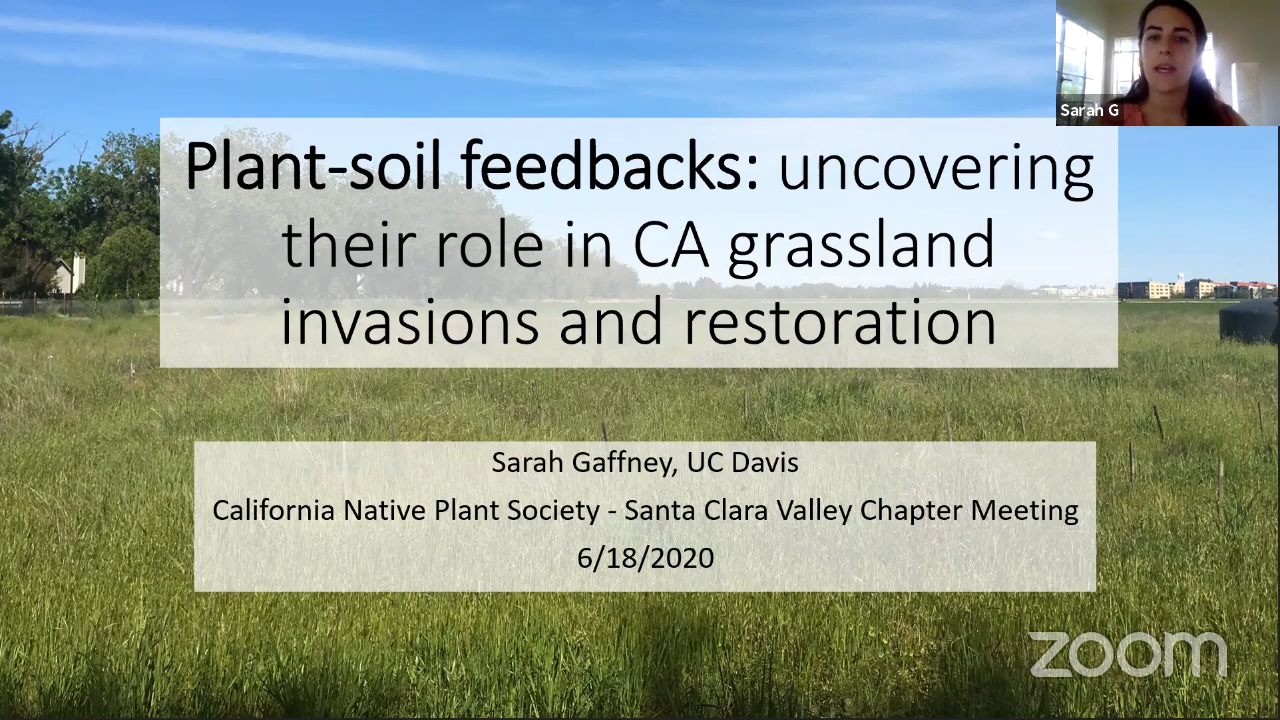 Sarah G
Plant-soil feedbacks: uncovering
their role in CA grassland
invasions and restoration
Sarah Gaffney, UC Davis
California Native Plant Society - Santa Clara Valley Chapter Meeting
6/18/2020
zoom